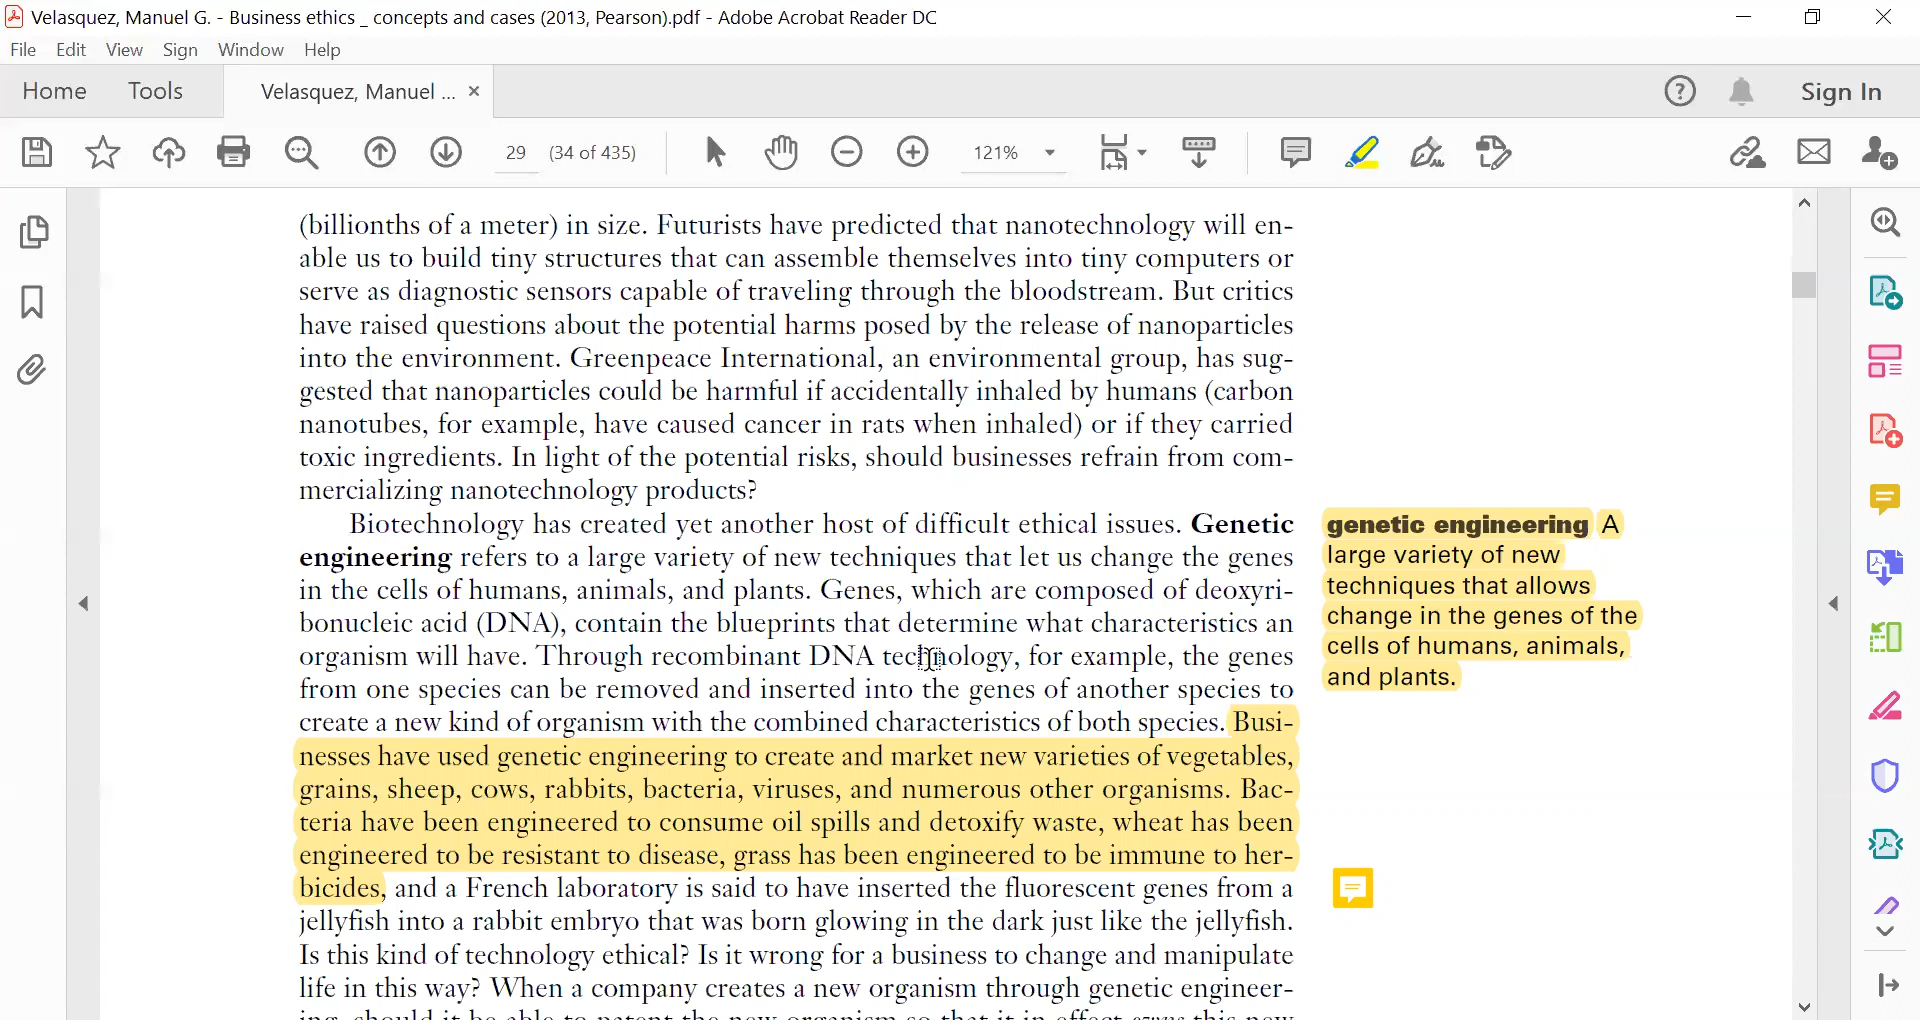 Velasquez, Manuel G. - Business ethics _ concepts and cases (2013, Pearson).pdf - Adobe Acrobat Reader DC
File Edit View Sign Window Help
Home Tools Velasquez, Manuel ... × Sign In
29 (34 of 435) 121%
(billionths of a meter) in size. Futurists have predicted that nanotechnology will en-
able us to build tiny structures that can assemble themselves into tiny computers or
serve as diagnostic sensors capable of traveling through the bloodstream. But critics
have raised questions about the potential harms posed by the release of nanoparticles
into the environment. Greenpeace International, an environmental group, has sug-
gested that nanoparticles could be harmful if accidentally inhaled by humans (carbon
nanotubes, for example, have caused cancer in rats when inhaled) or if they carried
toxic ingredients. In light of the potential risks, should businesses refrain from com-
mercializing nanotechnology products?
Biotechnology has created yet another host of difficult ethical issues. Genetic
engineering refers to a large variety of new techniques that let us change the genes
in the cells of humans, animals, and plants. Genes, which are composed of deoxyri-
bonucleic acid (DNA), contain the blueprints that determine what characteristics an
organism will have. Through recombinant DNA technology, for example, the genes
from one species can be removed and inserted into the genes of another species to
create a new kind of organism with the combined characteristics of both species. Busi-
nesses have used genetic engineering to create and market new varieties of vegetables,
grains, sheep, cows, rabbits, bacteria, viruses, and numerous other organisms. Bac-
teria have been engineered to consume oil spills and detoxify waste, wheat has been
engineered to be resistant to disease, grass has been engineered to be immune to her-
bicides, and a French laboratory is said to have inserted the fluorescent genes from a
jellyfish into a rabbit embryo that was born glowing in the dark just like the jellyfish.
Is this kind of technology ethical? Is it wrong for a business to change and manipulate
life in this way? When a company creates a new organism through genetic engineer-
ing, should it be able to patent the new organism so that it in effect owns this new
genetic engineering A
large variety of new
techniques that allows
change in the genes of the
cells of humans, animals,
and plants.